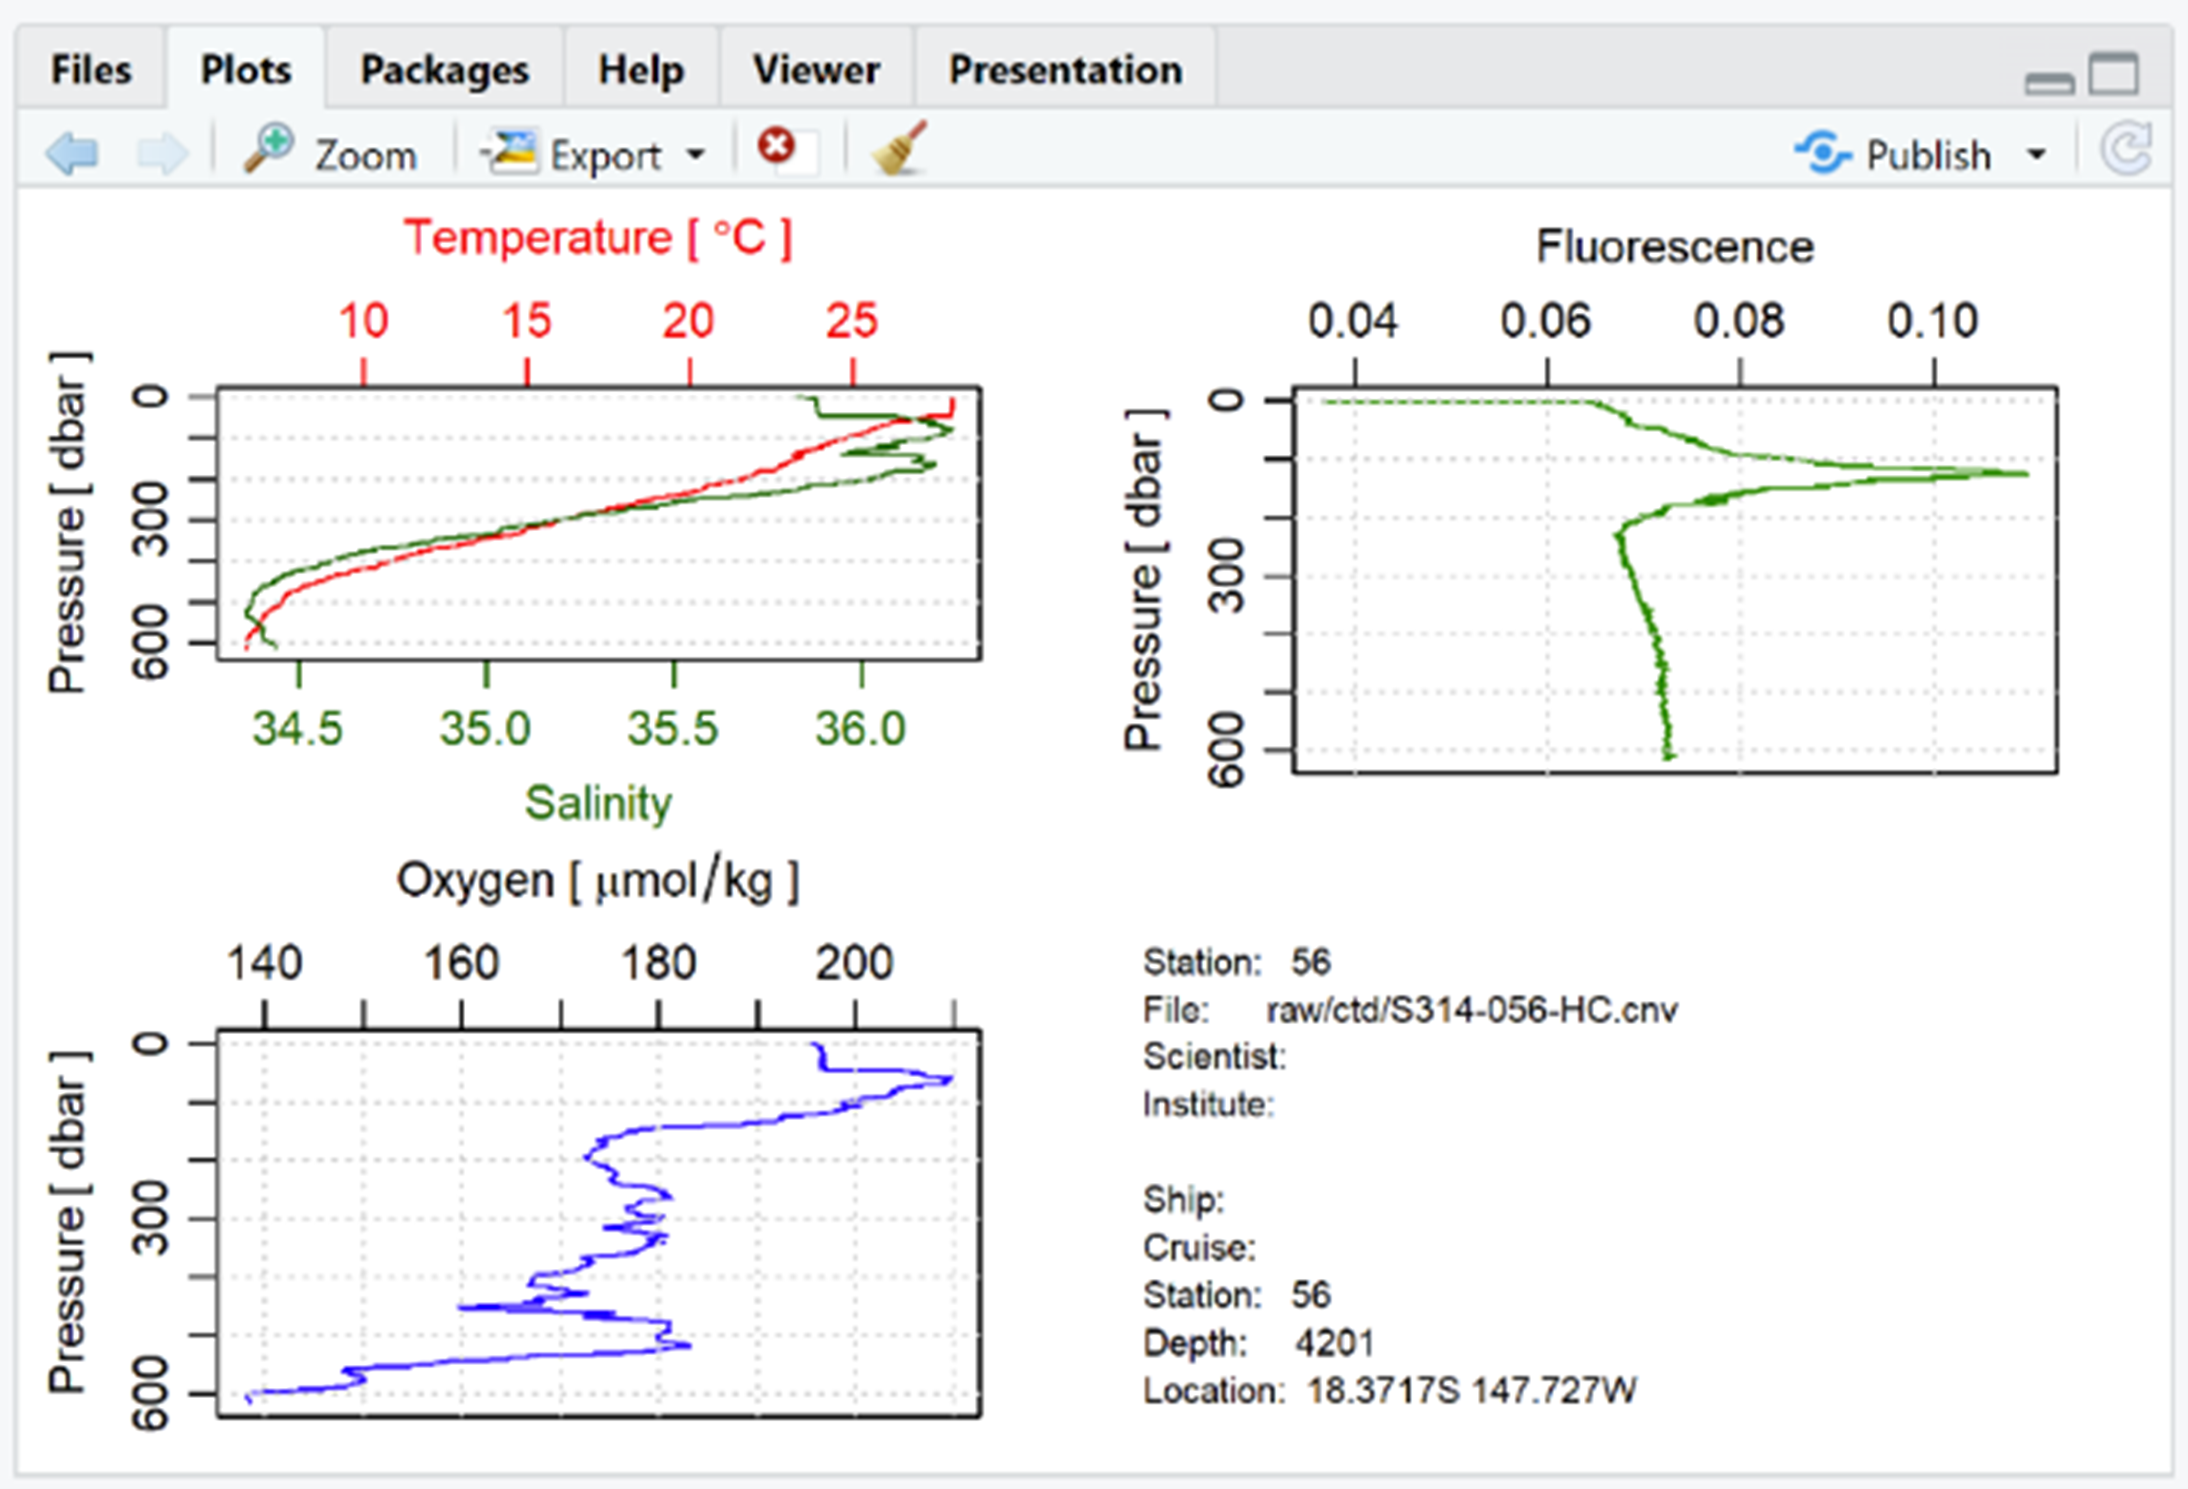 Files Plots Packages Help Viewer Presentation
Zoom Export Publish
Temperature [ °C ]
10 15 20 25
Pressure [ dbar ]
0 300 600
34.5 35.0 35.5 36.0
Salinity
Fluorescence
0.04 0.06 0.08 0.10
Pressure [ dbar ]
0 300 600
Oxygen [ μmol/kg ]
140 160 180 200
Pressure [ dbar ]
0 300 600
Station: 56
File: raw/ctd/S314-056-HC.cnv
Scientist:
Institute:
Ship:
Cruise:
Station: 56
Depth: 4201
Location: 18.3717S 147.727W